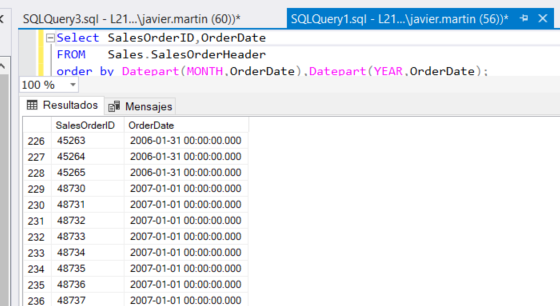 SQLQuery3.sql - L21...\javier.martin (60))*
SQLQuery1.sql - L21...\javier.martin (56))*
Select SalesOrderID,OrderDate
FROM Sales.SalesOrderHeader
order by Datepart(MONTH,OrderDate),Datepart(YEAR,OrderDate);
100 %
Resultados Mensajes
SalesOrderID OrderDate
226 45263 2006-01-31 00:00:00.000
227 45264 2006-01-31 00:00:00.000
228 45265 2006-01-31 00:00:00.000
229 48730 2007-01-01 00:00:00.000
230 48731 2007-01-01 00:00:00.000
231 48732 2007-01-01 00:00:00.000
232 48733 2007-01-01 00:00:00.000
233 48734 2007-01-01 00:00:00.000
234 48735 2007-01-01 00:00:00.000
235 48736 2007-01-01 00:00:00.000
236 48737 2007-01-01 00:00:00.000